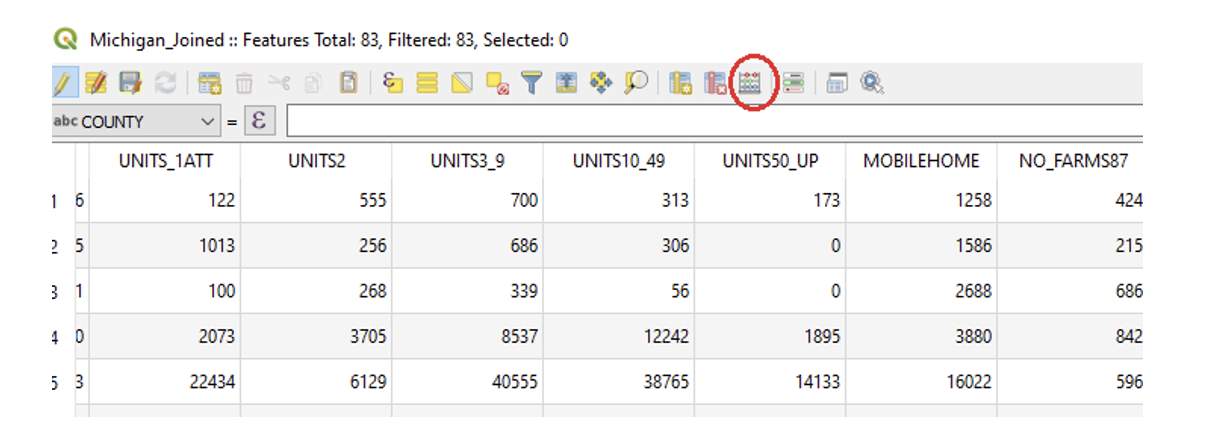 Michigan_Joined :: Features Total: 83, Filtered: 83, Selected: 0
abc COUNTY = ε
UNITS_1ATT UNITS2 UNITS3_9 UNITS10_49 UNITS50_UP MOBILEHOME NO_FARMS87
1 6 122 555 700 313 173 1258 424
2 5 1013 256 686 306 0 1586 215
3 1 100 268 339 56 0 2688 686
4 0 2073 3705 8537 12242 1895 3880 842
5 3 22434 6129 40555 38765 14133 16022 596